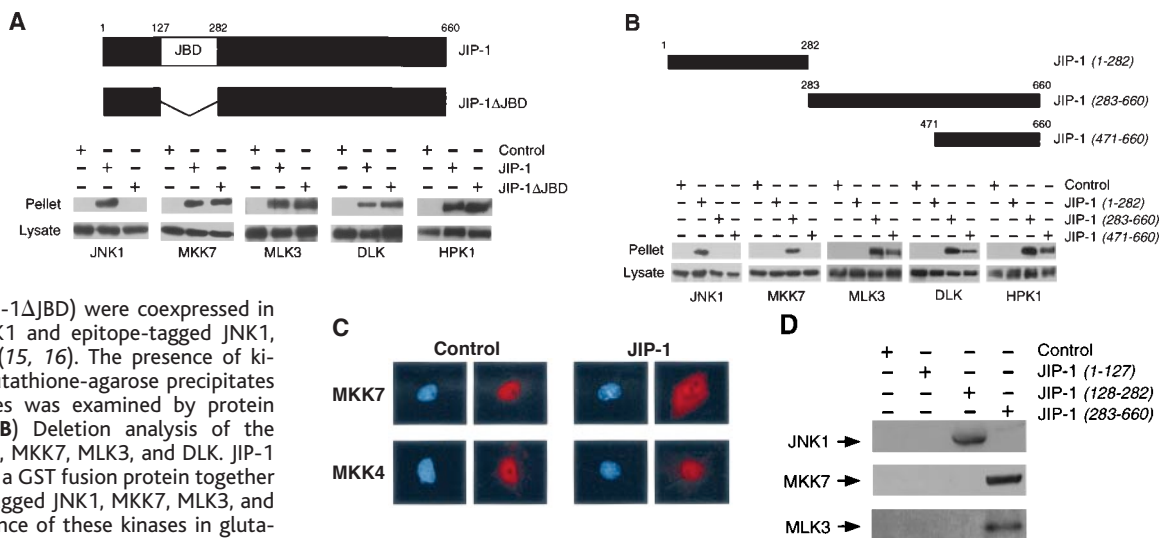 A
1 127 282 660
JBD
JIP-1
JIP-1ΔJBD
+ – – + – – + – – + – – + – – Control
– + – – + – – + – – + – – + – JIP-1
– – + – – + – – + – – + – – + JIP-1ΔJBD
Pellet
Lysate
JNK1 MKK7 MLK3 DLK HPK1
B
1 282
JIP-1 (1-282)
283 660
JIP-1 (283-660)
471 660
JIP-1 (471-660)
+ – – – + – – – + – – – + – – – + – – – Control
– + – – – + – – – + – – – + – – – + – – JIP-1 (1-282)
– – + – – – + – – – + – – – + – – – + – JIP-1 (283-660)
– – – + – – – + – – – + – – – + – – – + JIP-1 (471-660)
Pellet
Lysate
JNK1 MKK7 MLK3 DLK HPK1
-1ΔJBD) were coexpressed in
K1 and epitope-tagged JNK1,
(15, 16). The presence of ki-
utathione-agarose precipitates
es was examined by protein
B) Deletion analysis of the
, MKK7, MLK3, and DLK. JIP-1
a GST fusion protein together
agged JNK1, MKK7, MLK3, and
ence of these kinases in gluta-
C
Control JIP-1
MKK7
MKK4
D
+ – – – Control
– + – – JIP-1 (1-127)
– – + – JIP-1 (128-282)
– – – + JIP-1 (283-660)
JNK1
MKK7
MLK3